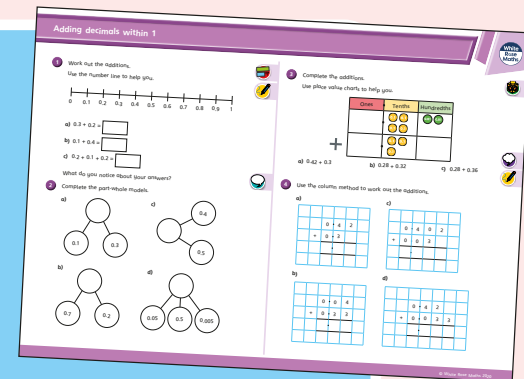 Adding decimals within 1
White
Rose
Maths
1 Work out the additions.
Use the number line to help you.
0 0.1 0.2 0.3 0.4 0.5 0.6 0.7 0.8 0.9 1
a) 0.3 + 0.2 =
b) 0.1 + 0.4 =
c) 0.2 + 0.1 + 0.2 =
What do you notice about your answers?
2 Complete the part-whole models.
a)
0.1 0.3
c)
0.4
0.5
b)
0.7 0.2
d)
0.05 0.5 0.005
3 Complete the additions.
Use place value charts to help you.
Ones Tenths Hundredths
+
a) 0.42 + 0.3 b) 0.28 + 0.32 c) 0.28 + 0.36
4 Use the column method to work out the additions.
a)
0 . 4 2
+ 0 . 3
c)
0 . 4 0 2
+ 0 0 3
b)
0 . 0 4
+ 0 . 3 3
d)
0 . 4 2
+ 0 . 0 3 3
© White Rose Maths